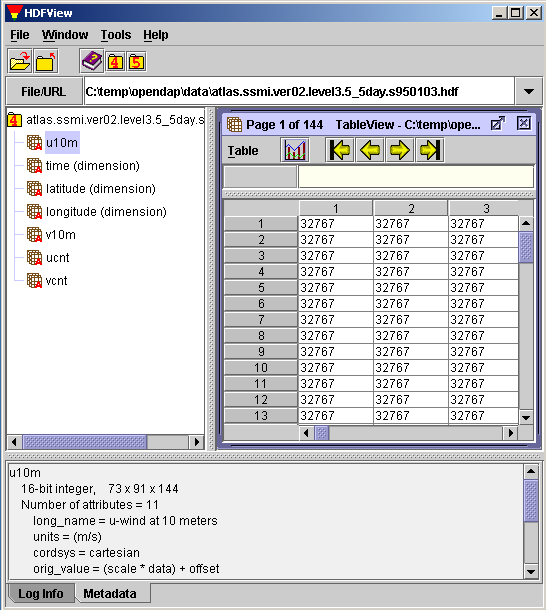 HDFView
File Window Tools Help
4 5
File/URL C:\temp\opendap\data\atlas.ssmi.ver02.level3.5_5day.s950103.hdf
4 atlas.ssmi.ver02.level3.5_5day.s
u10m
time (dimension)
latitude (dimension)
longitude (dimension)
v10m
ucnt
vcnt
Page 1 of 144 TableView - C:\temp\ope...
Table
1 2 3
1 32767 32767 32767
2 32767 32767 32767
3 32767 32767 32767
4 32767 32767 32767
5 32767 32767 32767
6 32767 32767 32767
7 32767 32767 32767
8 32767 32767 32767
9 32767 32767 32767
10 32767 32767 32767
11 32767 32767 32767
12 32767 32767 32767
13 32767 32767 32767
u10m
16-bit integer, 73 x 91 x 144
Number of attributes = 11
long_name = u-wind at 10 meters
units = (m/s)
cordsys = cartesian
orig_value = (scale * data) + offset
Log Info Metadata